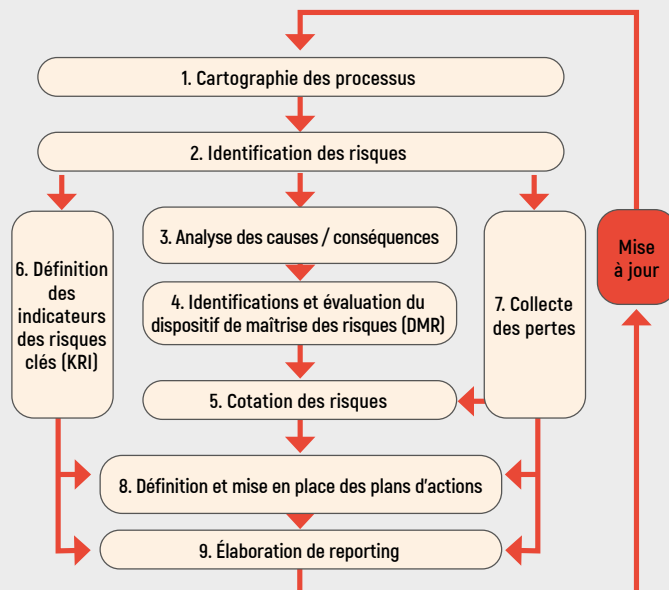 1. Cartographie des processus
2. Identification des risques
3. Analyse des causes / conséquences
4. Identifications et évaluation du
dispositif de maîtrise des risques (DMR)
5. Cotation des risques
6. Définition
des
indicateurs
des risques
clés (KRI)
7. Collecte
des pertes
Mise
à jour
8. Définition et mise en place des plans d'actions
9. Élaboration de reporting